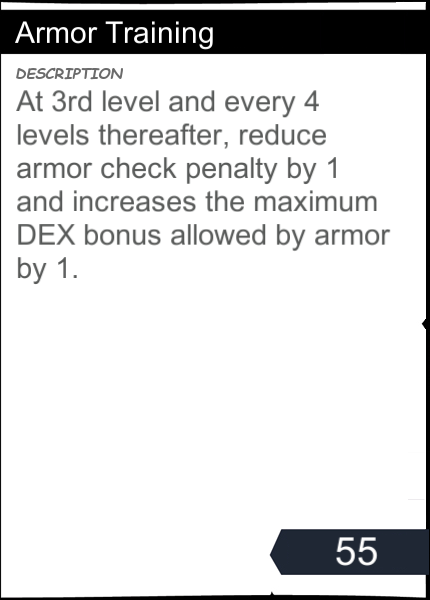 Armor Training
DESCRIPTION
At 3rd level and every 4
levels thereafter, reduce
armor check penalty by 1
and increases the maximum
DEX bonus allowed by armor
by 1.
55